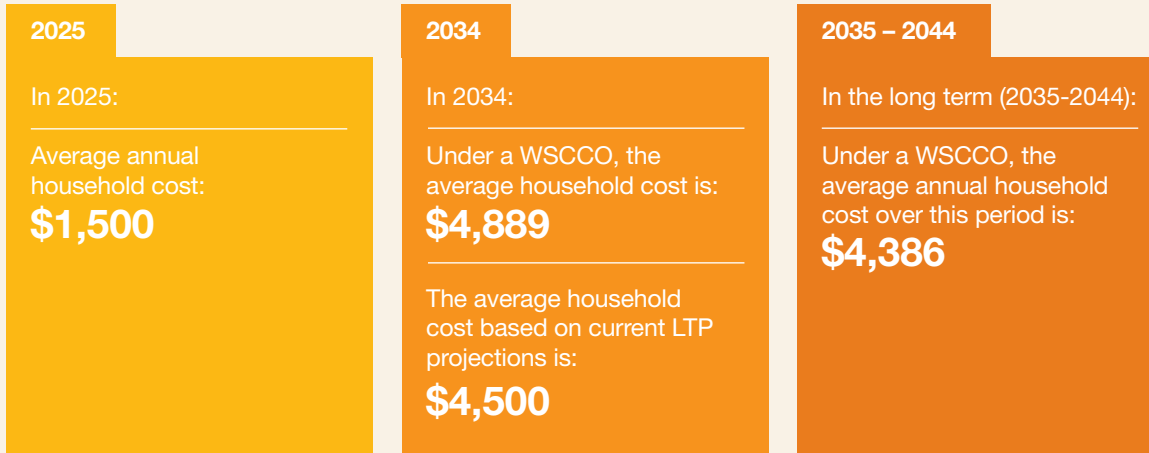 2025
In 2025:
Average annual
household cost:
$1,500
2034
In 2034:
Under a WSCCO, the
average household cost is:
$4,889
The average household
cost based on current LTP
projections is:
$4,500
2035 – 2044
In the long term (2035-2044):
Under a WSCCO, the
average annual household
cost over this period is:
$4,386